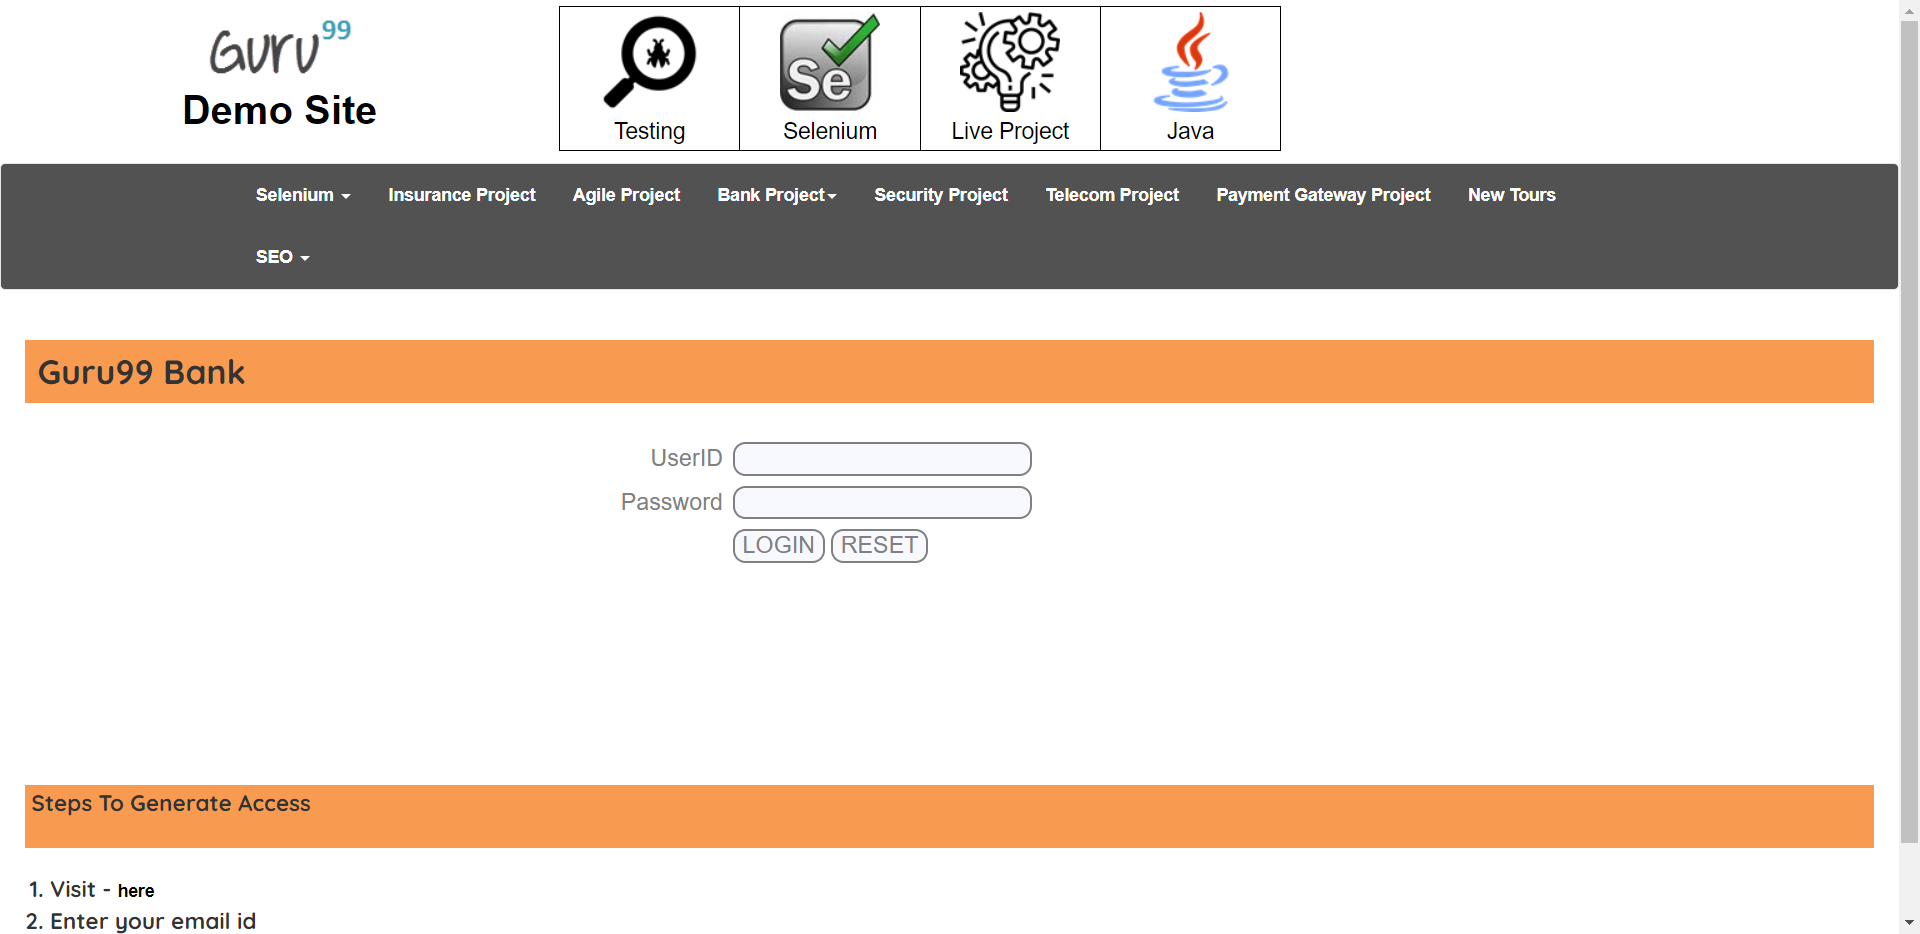 Guru99
Demo Site
Se
Testing
Selenium
Live Project
Java
Selenium
Insurance Project
Agile Project
Bank Project
Security Project
Telecom Project
Payment Gateway Project
New Tours
SEO
Guru99 Bank
UserID
Password
LOGIN RESET
Steps To Generate Access
1. Visit - here
2. Enter your email id